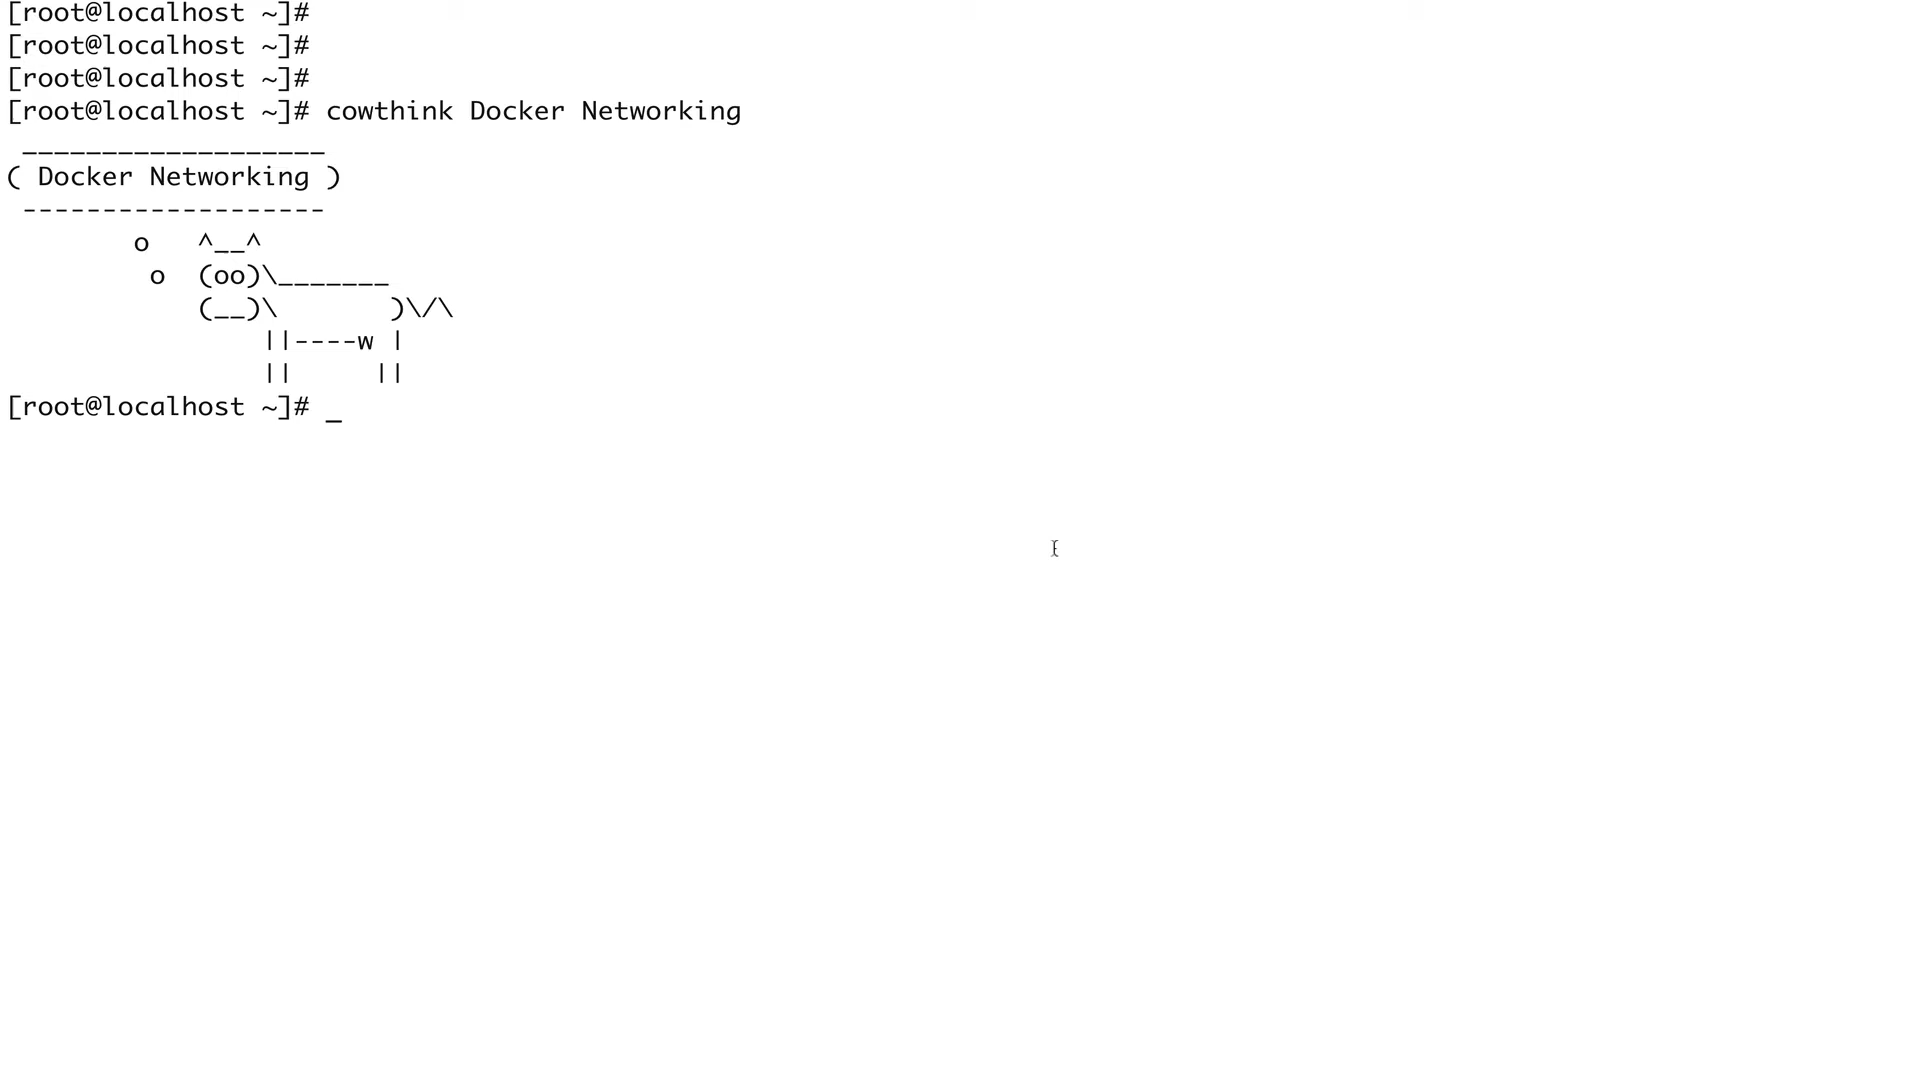 [root@localhost ~]#
[root@localhost ~]#
[root@localhost ~]#
[root@localhost ~]# cowthink Docker Networking
 ___________________
( Docker Networking )
 -------------------
        o   ^__^
         o  (oo)\_______
            (__)\       )\/\
                ||----w |
                ||     ||
[root@localhost ~]# _